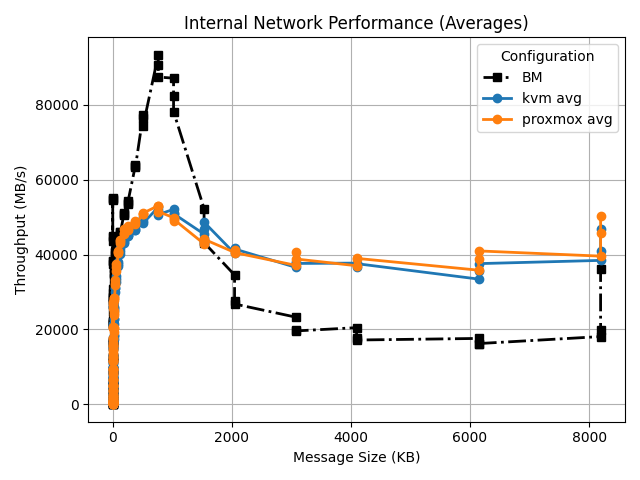 Internal Network Performance (Averages)
Configuration
BM
kvm avg
proxmox avg
Throughput (MB/s)
80000
60000
40000
20000
0
0 2000 4000 6000 8000
Message Size (KB)